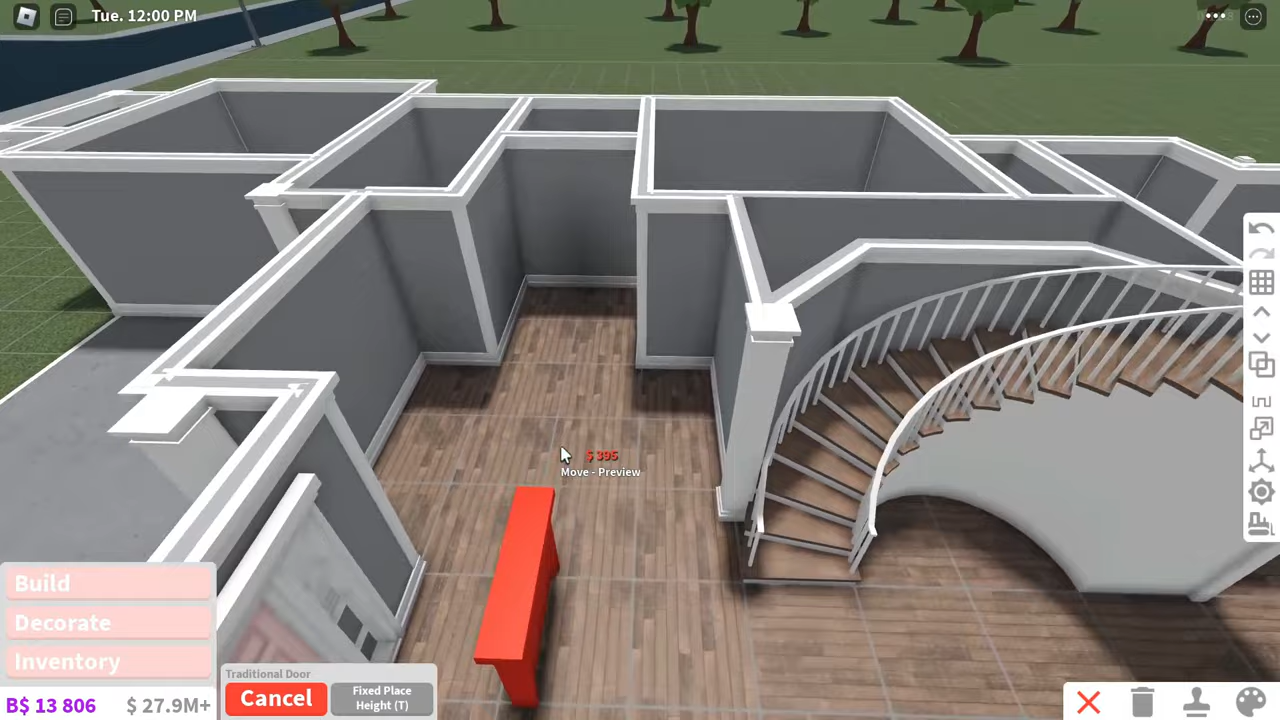 Tue. 12:00 PM
$ 395
Move - Preview
Build
Decorate
Inventory
B$ 13 806 $ 27.9M+
Traditional Door
Cancel
Fixed Place
Height (T)